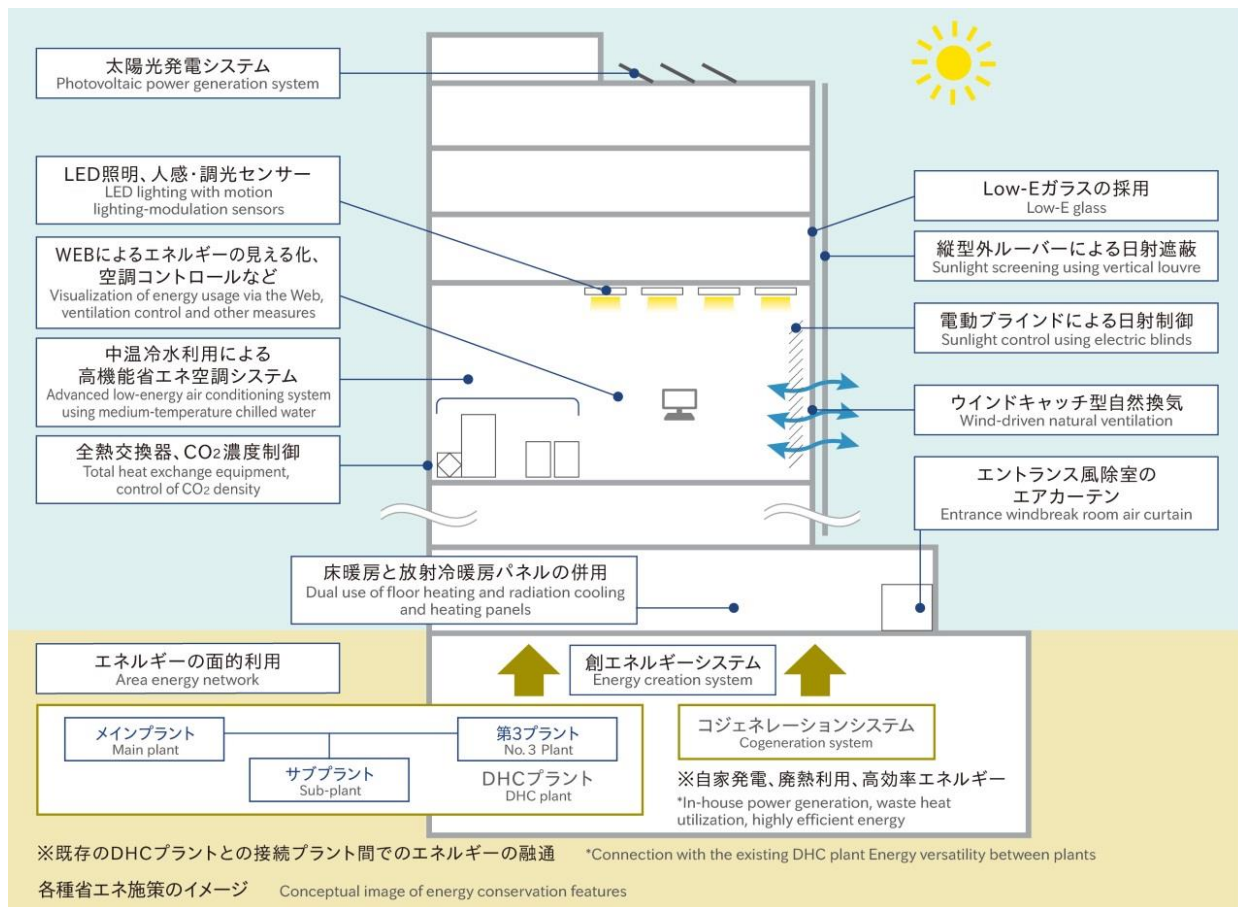 太陽光発電システム
Photovoltaic power generation system
LED照明、人感・調光センサー
LED lighting with motion
lighting-modulation sensors
WEBによるエネルギーの見える化、
空調コントロールなど
Visualization of energy usage via the Web,
ventilation control and other measures
中温冷水利用による
高機能省エネ空調システム
Advanced low-energy air conditioning system
using medium-temperature chilled water
全熱交換器、CO2濃度制御
Total heat exchange equipment,
control of CO2 density
Low-Eガラスの採用
Low-E glass
縦型外ルーバーによる日射遮蔽
Sunlight screening using vertical louvre
電動ブラインドによる日射制御
Sunlight control using electric blinds
ウインドキャッチ型自然換気
Wind-driven natural ventilation
エントランス風除室の
エアカーテン
Entrance windbreak room air curtain
床暖房と放射冷暖房パネルの併用
Dual use of floor heating and radiation cooling
and heating panels
エネルギーの面的利用
Area energy network
創エネルギーシステム
Energy creation system
メインプラント
Main plant
第3プラント
No. 3 Plant
サブプラント
Sub-plant
DHCプラント
DHC plant
コジェネレーションシステム
Cogeneration system
※自家発電、廃熱利用、高効率エネルギー
*In-house power generation, waste heat
utilization, highly efficient energy
※既存のDHCプラントとの接続プラント間でのエネルギーの融通 *Connection with the existing DHC plant Energy versatility between plants
各種省エネ施策のイメージ Conceptual image of energy conservation features